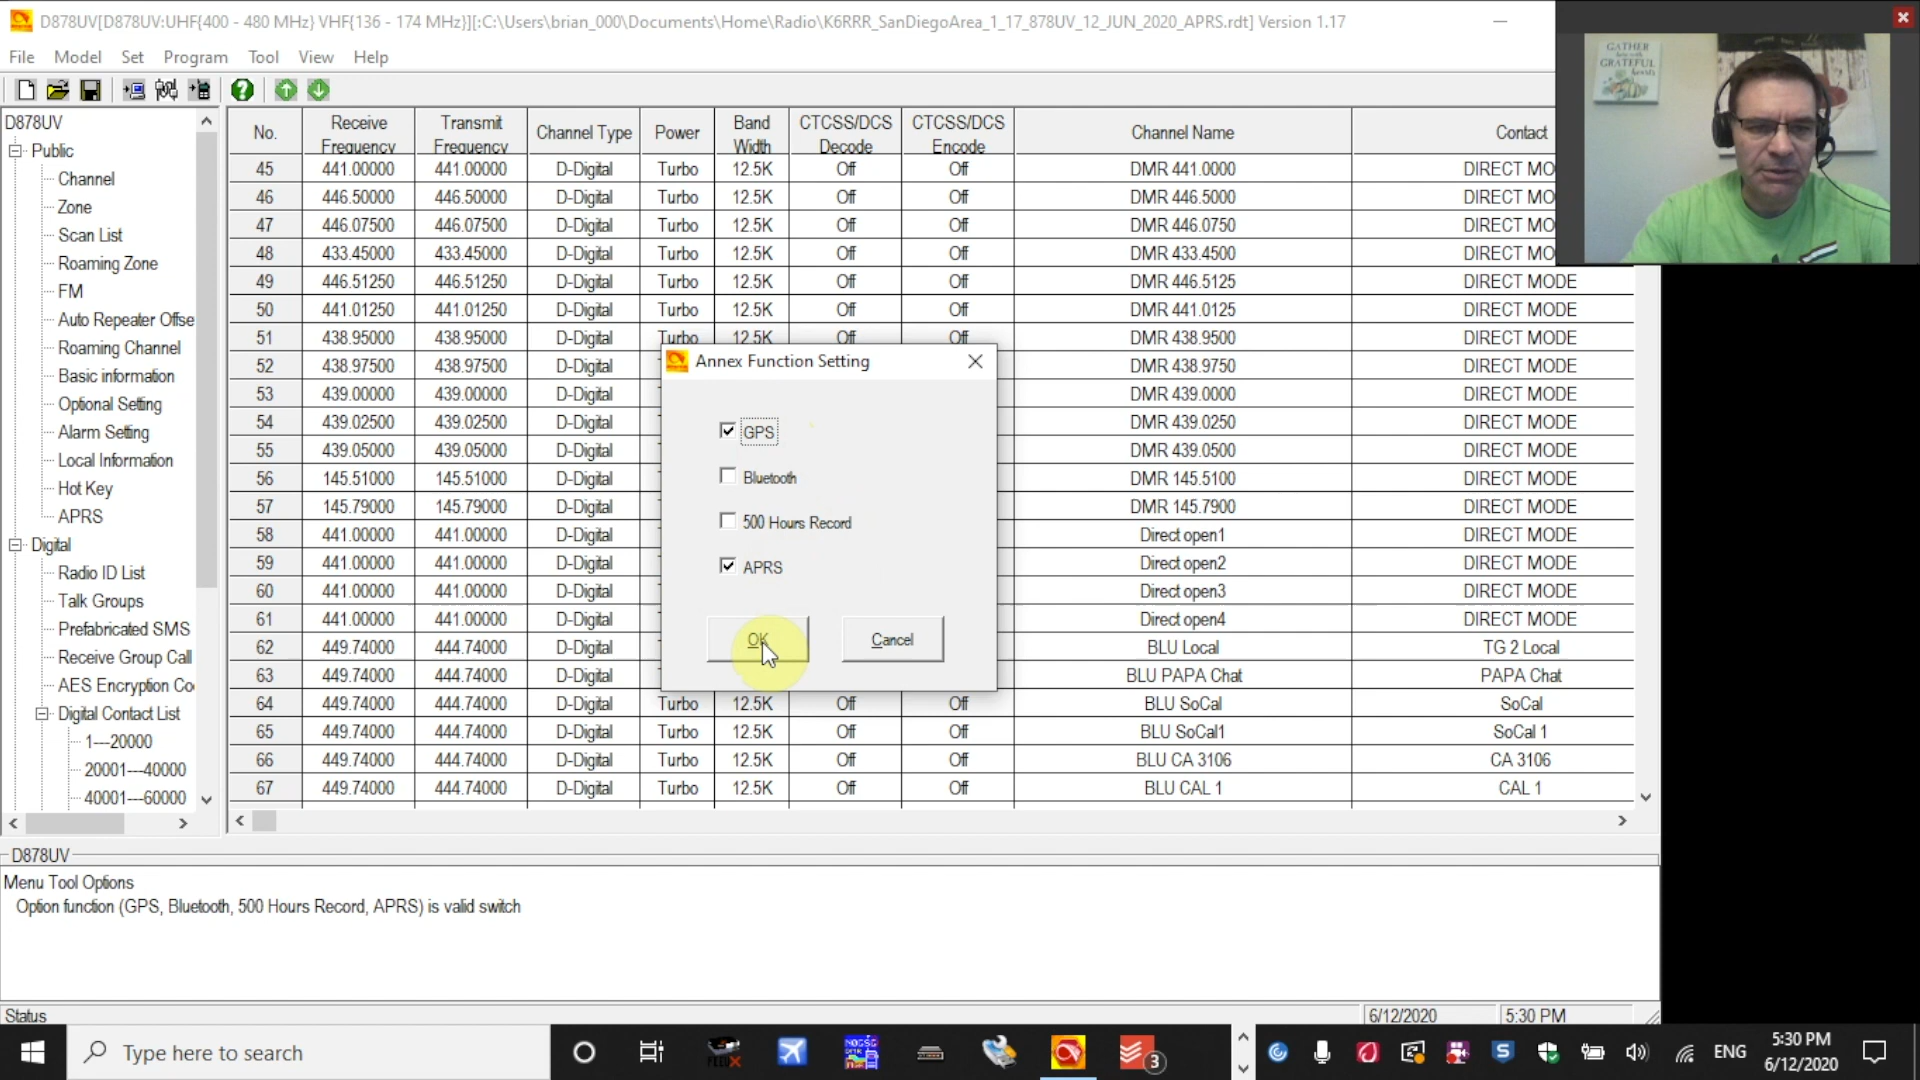 D878UV[D878UV:UHF{400 - 480 MHz} VHF{136 - 174 MHz}][:C:\Users\brian_000\Documents\Home\Radio\K6RRR_SanDiegoArea_1_17_878UV_12_JUN_2020_APRS.rdt] Version 1.17
File Model Set Program Tool View Help
GATHER
GRATEFUL
hearts
D878UV
Public
Channel
Zone
Scan List
Roaming Zone
FM
Auto Repeater Offse
Roaming Channel
Basic information
Optional Setting
Alarm Setting
Local Information
Hot Key
APRS
Digital
Radio ID List
Talk Groups
Prefabricated SMS
Receive Group Call
AES Encryption Co
Digital Contact List
1---20000
20001---40000
40001---60000
No. Receive Frequency Transmit Frequency Channel Type Power Band Width CTCSS/DCS Decode CTCSS/DCS Encode Channel Name Contact
45 441.00000 441.00000 D-Digital Turbo 12.5K Off Off DMR 441.0000 DIRECT MO
46 446.50000 446.50000 D-Digital Turbo 12.5K Off Off DMR 446.5000 DIRECT MO
47 446.07500 446.07500 D-Digital Turbo 12.5K Off Off DMR 446.0750 DIRECT MO
48 433.45000 433.45000 D-Digital Turbo 12.5K Off Off DMR 433.4500 DIRECT MO
49 446.51250 446.51250 D-Digital Turbo 12.5K Off Off DMR 446.5125 DIRECT MODE
50 441.01250 441.01250 D-Digital Turbo 12.5K Off Off DMR 441.0125 DIRECT MODE
51 438.95000 438.95000 D-Digital Turbo 12.5K Off Off DMR 438.9500 DIRECT MODE
52 438.97500 438.97500 D-Digital DMR 438.9750 DIRECT MODE
53 439.00000 439.00000 D-Digital DMR 439.0000 DIRECT MODE
54 439.02500 439.02500 D-Digital DMR 439.0250 DIRECT MODE
55 439.05000 439.05000 D-Digital DMR 439.0500 DIRECT MODE
56 145.51000 145.51000 D-Digital DMR 145.5100 DIRECT MODE
57 145.79000 145.79000 D-Digital DMR 145.7900 DIRECT MODE
58 441.00000 441.00000 D-Digital Direct open1 DIRECT MODE
59 441.00000 441.00000 D-Digital Direct open2 DIRECT MODE
60 441.00000 441.00000 D-Digital Direct open3 DIRECT MODE
61 441.00000 441.00000 D-Digital Direct open4 DIRECT MODE
62 449.74000 444.74000 D-Digital BLU Local TG 2 Local
63 449.74000 444.74000 D-Digital BLU PAPA Chat PAPA Chat
64 449.74000 444.74000 D-Digital Turbo 12.5K Off Off BLU SoCal SoCal
65 449.74000 444.74000 D-Digital Turbo 12.5K Off Off BLU SoCal1 SoCal 1
66 449.74000 444.74000 D-Digital Turbo 12.5K Off Off BLU CA 3106 CA 3106
67 449.74000 444.74000 D-Digital Turbo 12.5K Off Off BLU CAL 1 CAL 1
Annex Function Setting
GPS
Bluetooth
500 Hours Record
APRS
OK Cancel
D878UV
Menu Tool Options
Option function (GPS, Bluetooth, 500 Hours Record, APRS) is valid switch
Status 6/12/2020 5:30 PM
Type here to search
3
ENG
5:30 PM
6/12/2020